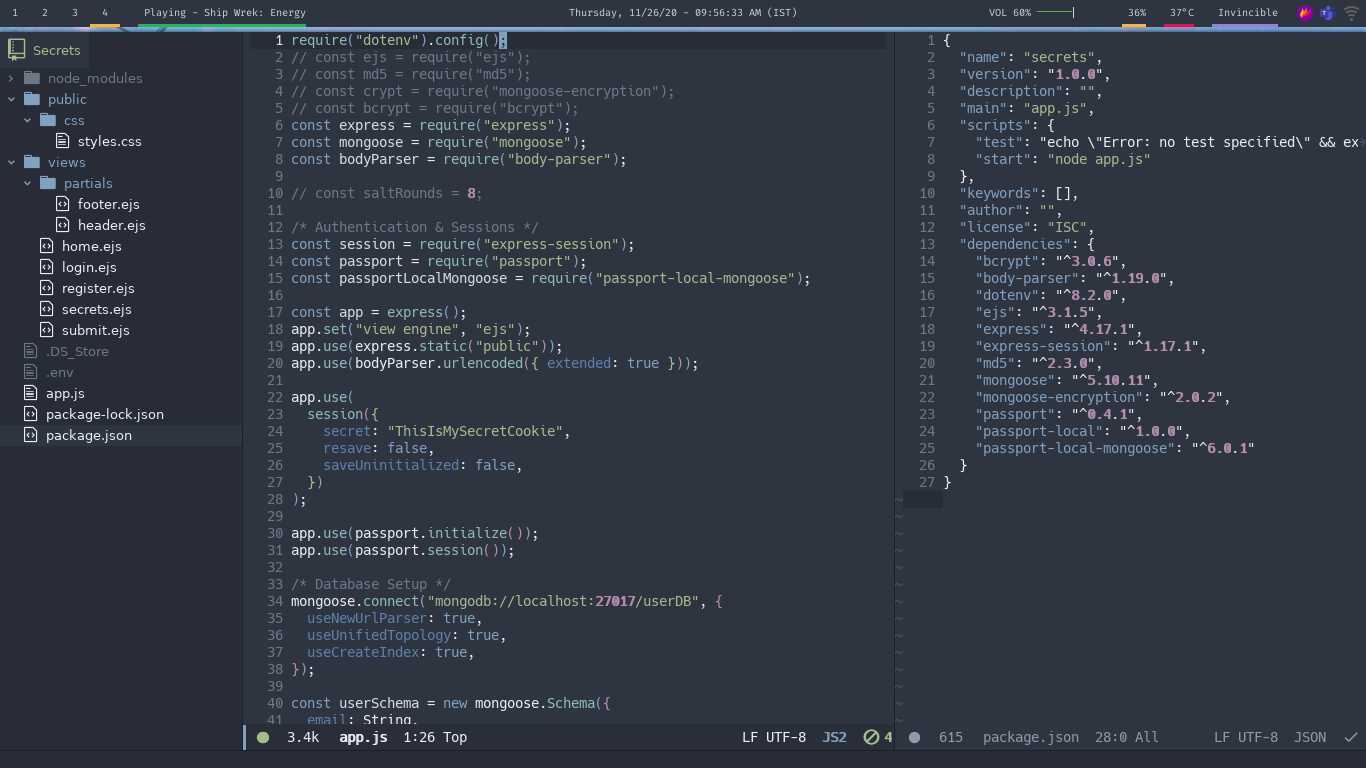 1 2 3 4 Playing - Ship Wrek: Energy Thursday, 11/26/20 - 09:56:33 AM (IST) VOL 60% 36% 37°C Invincible
Secrets
node_modules
public
css
styles.css
views
partials
footer.ejs
header.ejs
home.ejs
login.ejs
register.ejs
secrets.ejs
submit.ejs
.DS_Store
.env
app.js
package-lock.json
package.json
1 require("dotenv").config();
2 // const ejs = require("ejs");
3 // const md5 = require("md5");
4 // const crypt = require("mongoose-encryption");
5 // const bcrypt = require("bcrypt");
6 const express = require("express");
7 const mongoose = require("mongoose");
8 const bodyParser = require("body-parser");
9
10 // const saltRounds = 8;
11
12 /* Authentication & Sessions */
13 const session = require("express-session");
14 const passport = require("passport");
15 const passportLocalMongoose = require("passport-local-mongoose");
16
17 const app = express();
18 app.set("view engine", "ejs");
19 app.use(express.static("public"));
20 app.use(bodyParser.urlencoded({ extended: true }));
21
22 app.use(
23   session({
24     secret: "ThisIsMySecretCookie",
25     resave: false,
26     saveUninitialized: false,
27   })
28 );
29
30 app.use(passport.initialize());
31 app.use(passport.session());
32
33 /* Database Setup */
34 mongoose.connect("mongodb://localhost:27017/userDB", {
35   useNewUrlParser: true,
36   useUnifiedTopology: true,
37   useCreateIndex: true,
38 });
39
40 const userSchema = new mongoose.Schema({
41   email: String,
3.4k app.js 1:26 Top LF UTF-8 JS2 4
1 {
2   "name": "secrets",
3   "version": "1.0.0",
4   "description": "",
5   "main": "app.js",
6   "scripts": {
7     "test": "echo \"Error: no test specified\" && ex
8     "start": "node app.js"
9   },
10   "keywords": [],
11   "author": "",
12   "license": "ISC",
13   "dependencies": {
14     "bcrypt": "^3.0.6",
15     "body-parser": "^1.19.0",
16     "dotenv": "^8.2.0",
17     "ejs": "^3.1.5",
18     "express": "^4.17.1",
19     "express-session": "^1.17.1",
20     "md5": "^2.3.0",
21     "mongoose": "^5.10.11",
22     "mongoose-encryption": "^2.0.2",
23     "passport": "^0.4.1",
24     "passport-local": "^1.0.0",
25     "passport-local-mongoose": "^6.0.1"
26   }
27 }
615 package.json 28:0 All LF UTF-8 JSON